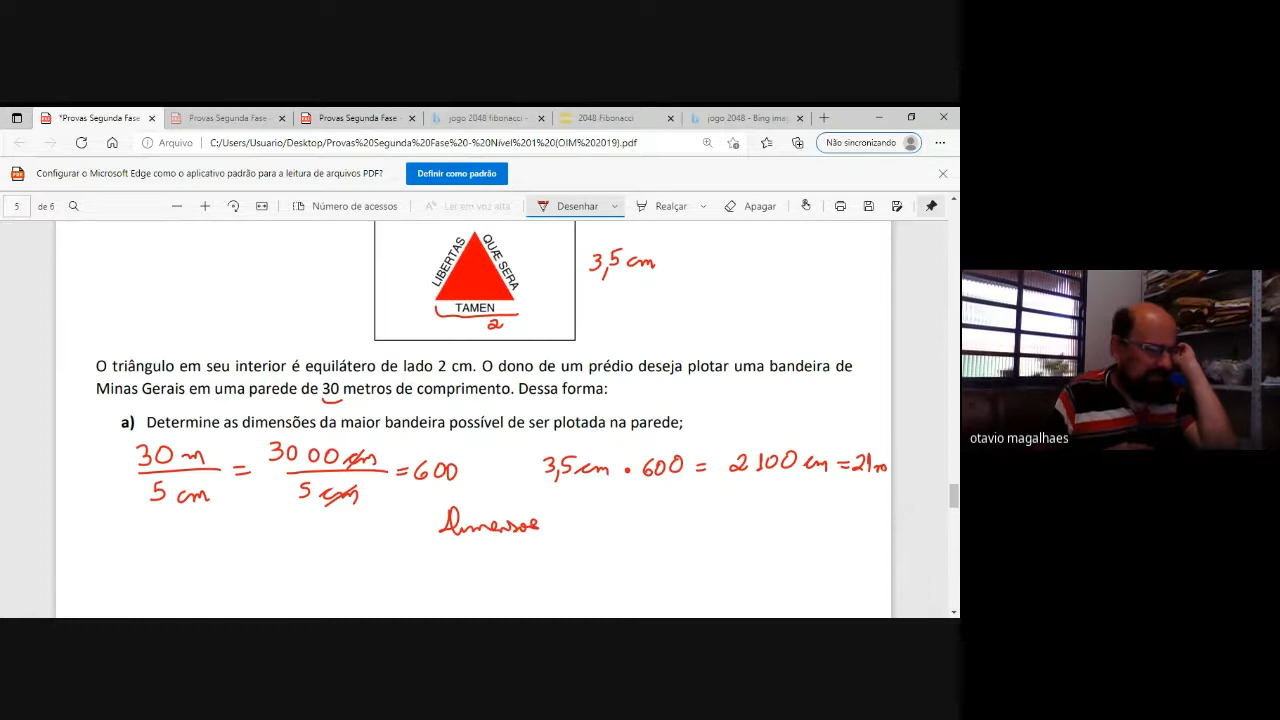 *Provas Segunda Fase
Provas Segunda Fase -
Provas Segunda Fase -
jogo 2048 fibonacci -
2048 Fibonacci
jogo 2048 - Bing ima
Arquivo
C:/Users/Usuario/Desktop/Provas%20Segunda%20Fase%20-%20Nível%201%20(OIM%202019).pdf
Não sincronizando
Configurar o Microsoft Edge como o aplicativo padrão para a leitura de arquivos PDF?
Definir como padrão
5 de 6
Número de acessos
Ler em voz alta
Desenhar
Realçar
Apagar
LIBERTAS
QUÆ SERA
TAMEN
2
3,5 cm
O triângulo em seu interior é equilátero de lado 2 cm. O dono de um prédio deseja plotar uma bandeira de
Minas Gerais em uma parede de 30 metros de comprimento. Dessa forma:
a) Determine as dimensões da maior bandeira possível de ser plotada na parede;
30 m / 5 cm = 3000 cm / 5 cm = 600
3,5 cm • 600 = 2100 cm = 21m
Dimensoe
otavio magalhaes